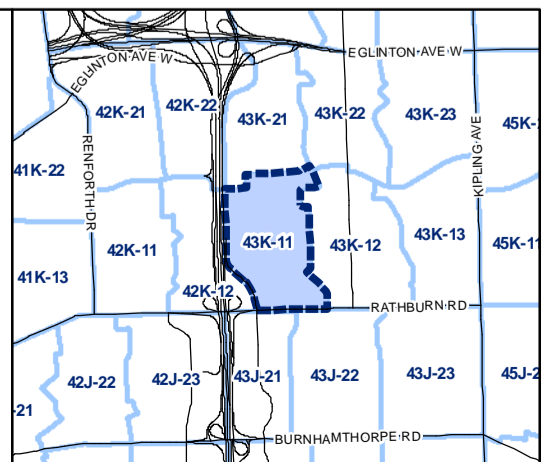 EGLINTON AVE W
EGLINTON AVE W
42K-21
42K-22
43K-21
43K-22
43K-23
45K-
RENFORTH DR
KIPLING AVE
41K-22
42K-11
43K-11
43K-12
43K-13
45K-11
41K-13
42K-12
RATHBURN RD
42J-22
42J-23
43J-21
43J-22
43J-23
45J-2
-21
BURNHAMTHORPE RD